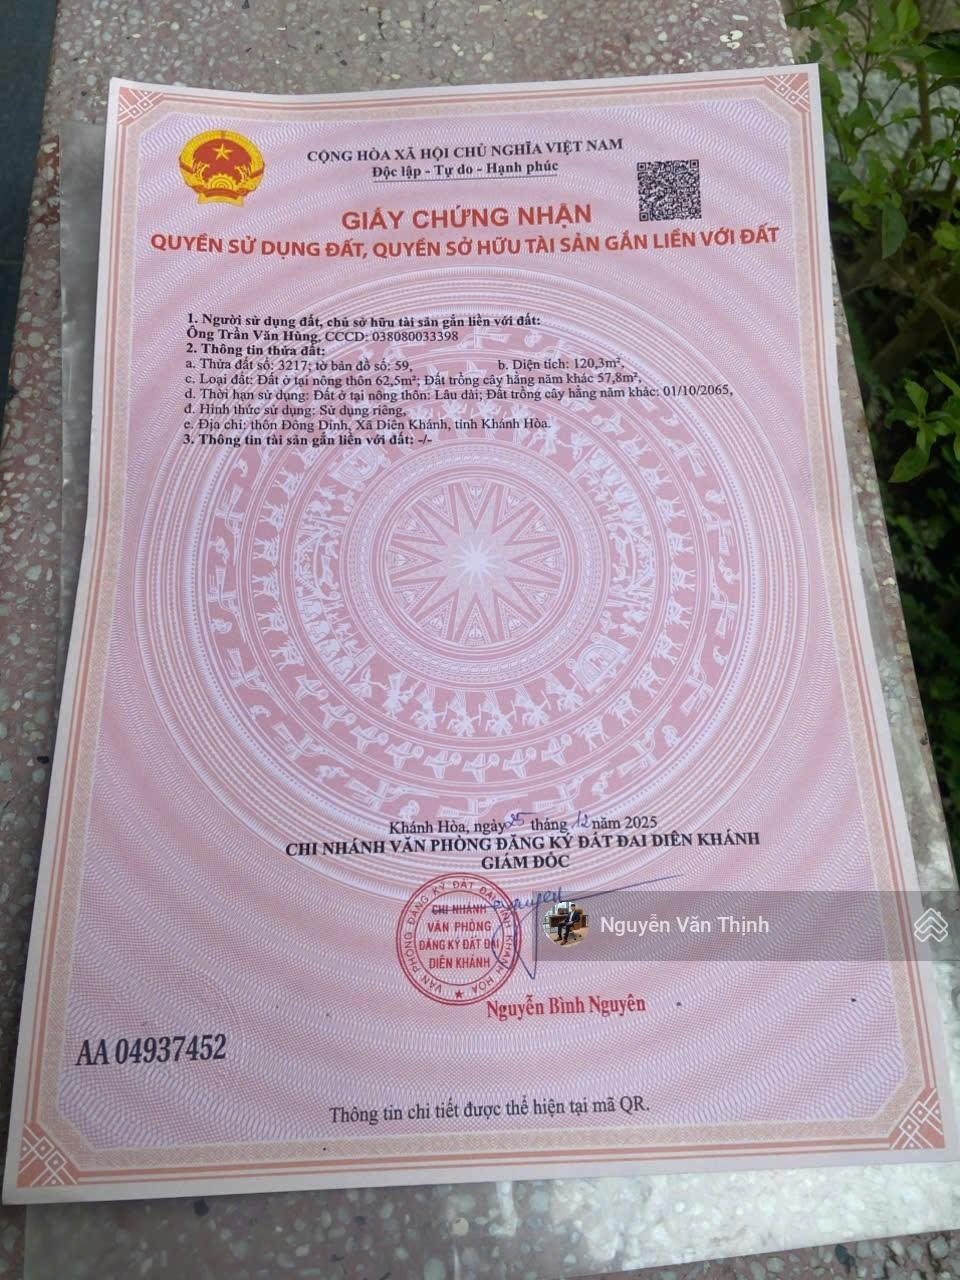 CỘNG HÒA XÃ HỘI CHỦ NGHĨA VIỆT NAM
Độc lập - Tự do - Hạnh phúc
GIẤY CHỨNG NHẬN
QUYỀN SỬ DỤNG ĐẤT, QUYỀN SỞ HỮU TÀI SẢN GẮN LIỀN VỚI ĐẤT
1. Người sử dụng đất, chủ sở hữu tài sản gắn liền với đất:
Ông Trần Văn Hùng, CCCD: 038080033398
2. Thông tin thửa đất:
a. Thửa đất số: 3217; tờ bản đồ số: 59, b. Diện tích: 120,3m²,
c. Loại đất: Đất ở tại nông thôn 62,5m²; Đất trồng cây hằng năm khác 57,8m²,
d. Thời hạn sử dụng: Đất ở tại nông thôn: Lâu dài; Đất trồng cây hằng năm khác: 01/10/2065,
đ. Hình thức sử dụng: Sử dụng riêng,
e. Địa chỉ: thôn Đông Dinh, Xã Diên Khánh, tỉnh Khánh Hòa.
3. Thông tin tài sản gắn liền với đất: -/-
Khánh Hòa, ngày 25 tháng 12 năm 2025
CHI NHÁNH VĂN PHÒNG ĐĂNG KÝ ĐẤT ĐAI DIÊN KHÁNH
GIÁM ĐỐC
VĂN PHÒNG ĐĂNG KÝ ĐẤT ĐAI TỈNH KHÁNH HÒA
CHI NHÁNH
VĂN PHÒNG
ĐĂNG KÝ ĐẤT ĐAI
DIÊN KHÁNH
Nguyễn Văn Thịnh
Nguyễn Bình Nguyên
AA 04937452
Thông tin chi tiết được thể hiện tại mã QR.